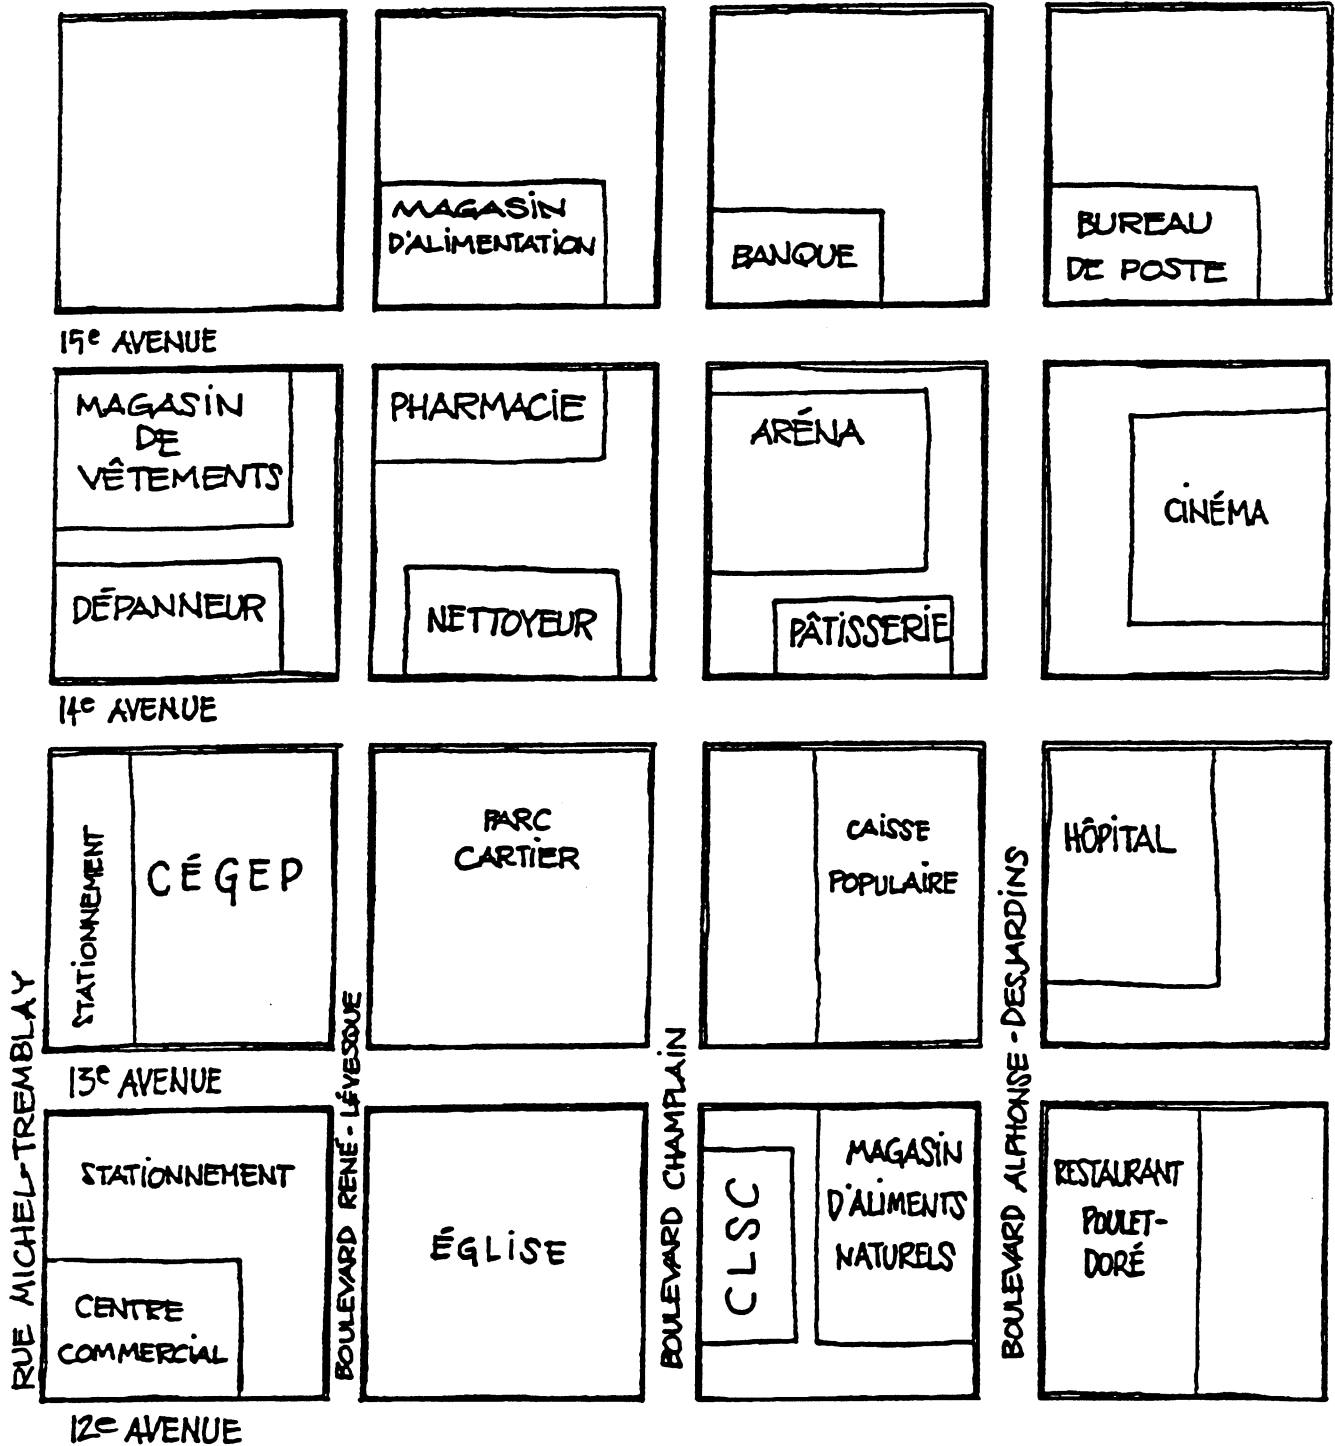 MAGASIN
D'ALIMENTATION
BANQUE
BUREAU
DE POSTE
15e AVENUE
MAGASIN
DE
VÊTEMENTS
PHARMACIE
ARÉNA
CINÉMA
DÉPANNEUR
NETTOYEUR
PÂTISSERIE
14e AVENUE
STATIONNEMENT
CÉGEP
PARC
CARTIER
CAISSE
POPULAIRE
HÔPITAL
13e AVENUE
RUE MICHEL-TREMBLAY
BOULEVARD RENÉ-LÉVESQUE
BOULEVARD CHAMPLAIN
BOULEVARD ALPHONSE-DESJARDINS
STATIONNEMENT
CENTRE
COMMERCIAL
ÉGLISE
CLSC
MAGASIN
D'ALIMENTS
NATURELS
RESTAURANT
POULET-
DORÉ
12e AVENUE